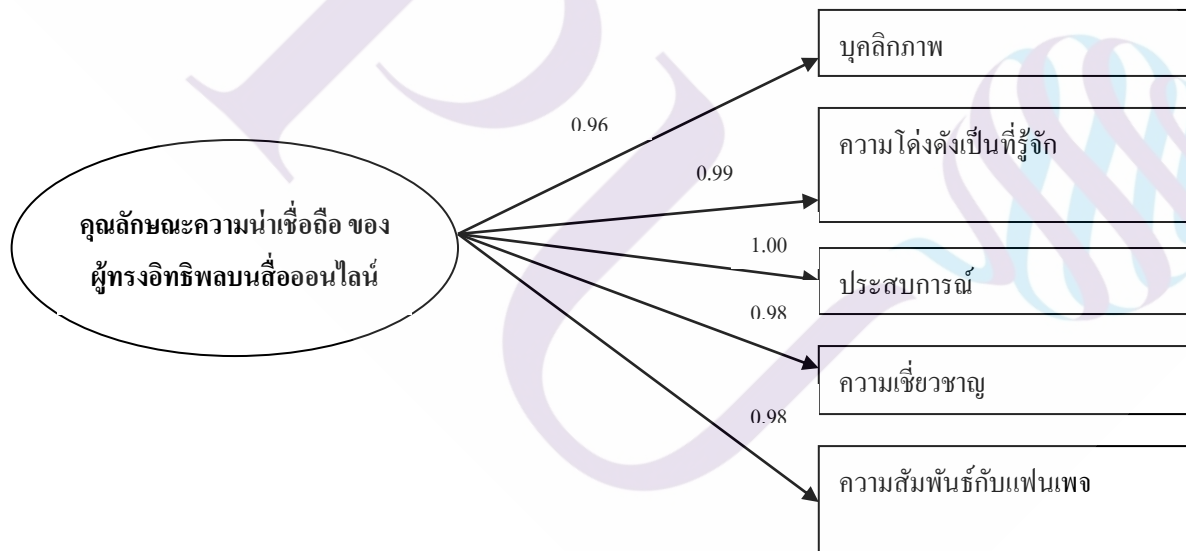 บุคลิกภาพ
0.96
ความโด่งดังเป็นที่รู้จัก
0.99
คุณลักษณะความน่าเชื่อถือ ของ
ผู้ทรงอิทธิพลบนสื่อออนไลน์
1.00
ประสบการณ์
0.98
ความเชี่ยวชาญ
0.98
ความสัมพันธ์กับแฟนเพจ